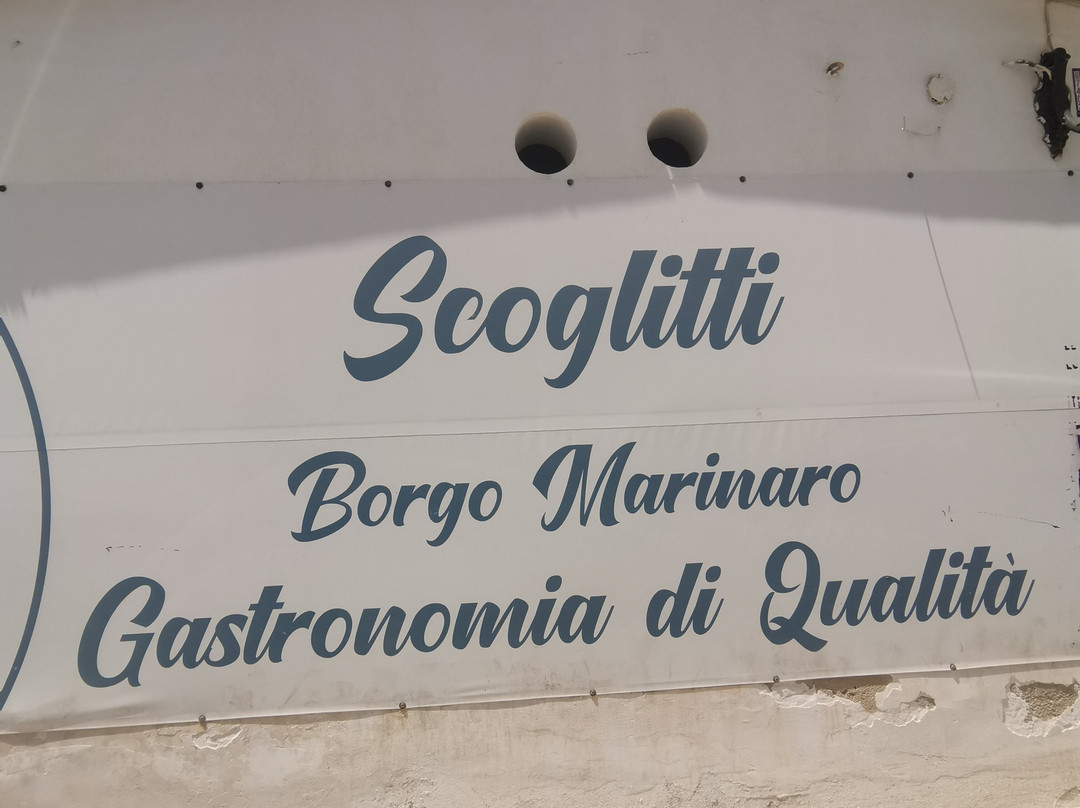 Scoglitti
Borgo Marinaro
Gastronomia di Qualità